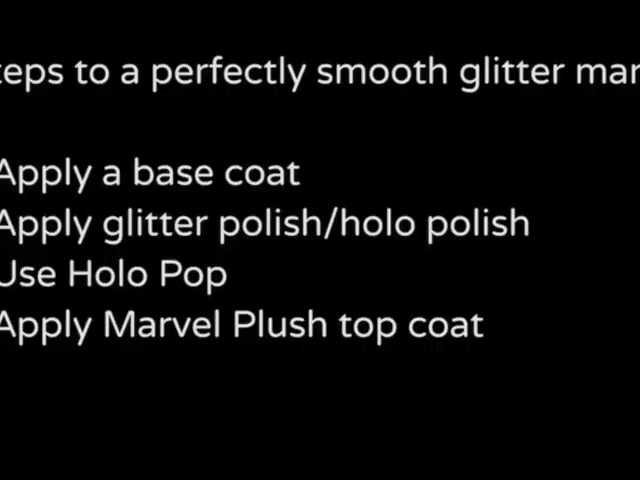 teps to a perfectly smooth glitter mar
Apply a base coat
Apply glitter polish/holo polish
Use Holo Pop
Apply Marvel Plush top coat